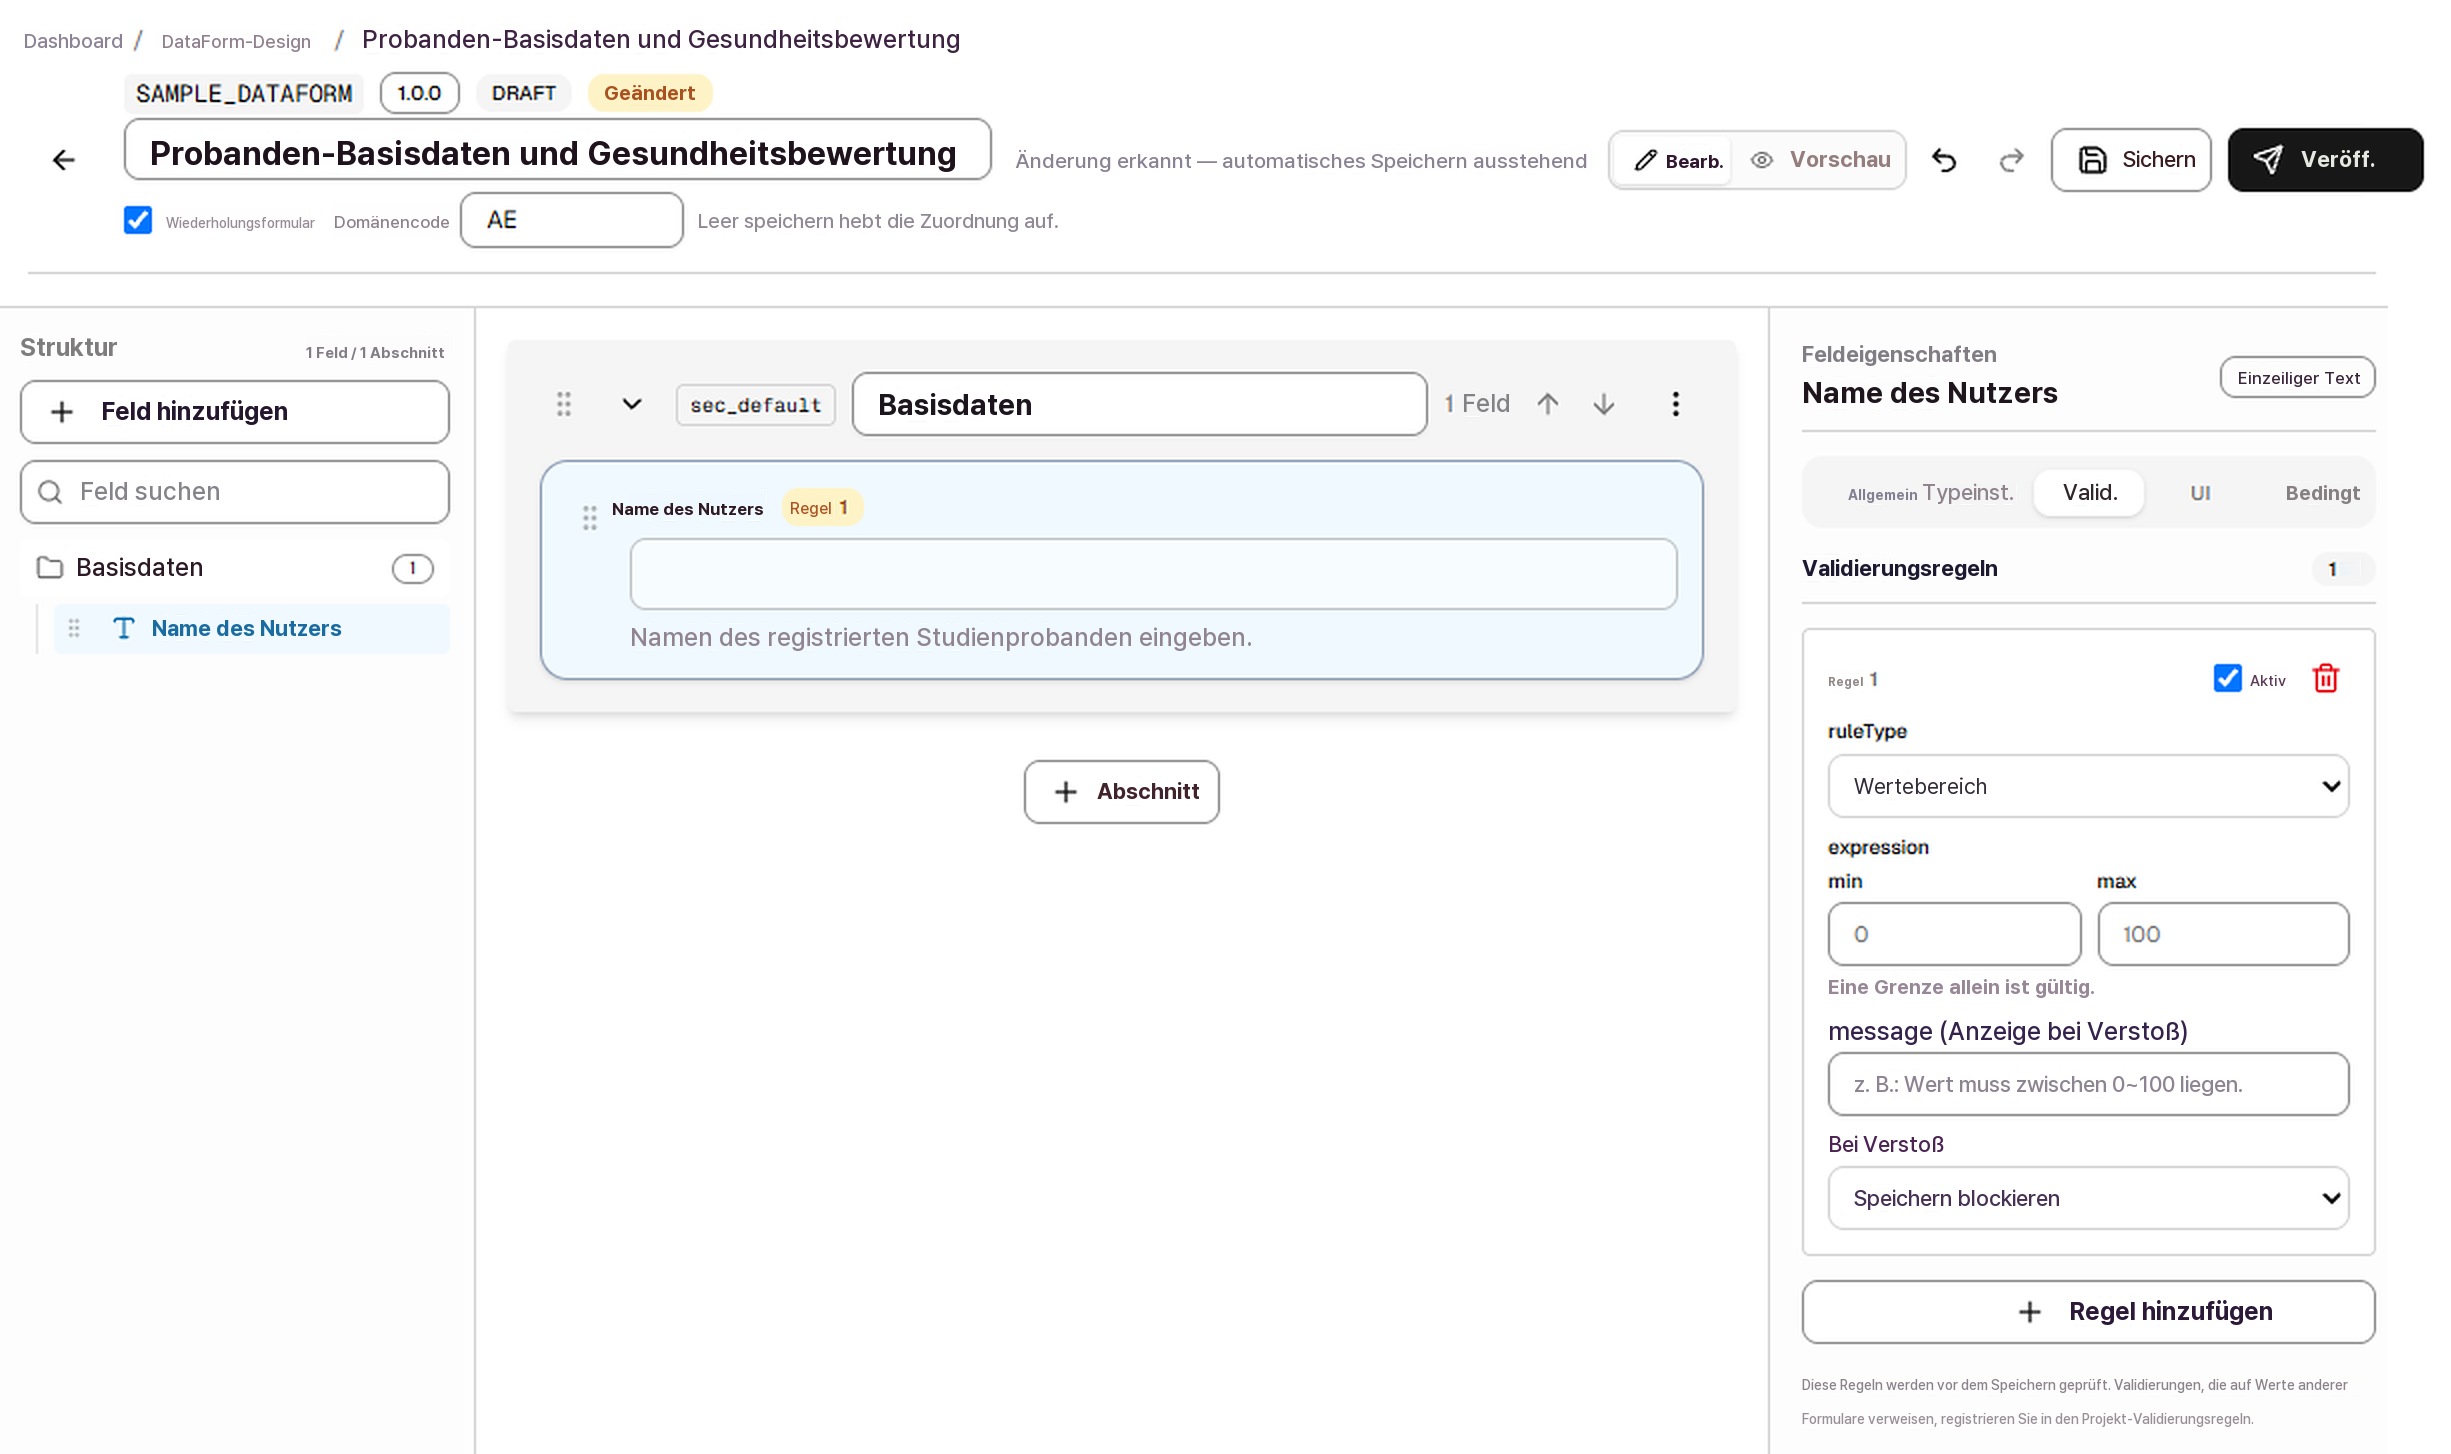 Dashboard / DataForm-Design / Probanden-Basisdaten und Gesundheitsbewertung
SAMPLE_DATAFORM 1.0.0 DRAFT Geändert
Probanden-Basisdaten und Gesundheitsbewertung
Änderung erkannt — automatisches Speichern ausstehend
Bearb. Vorschau
Sichern
Veröff.
Wiederholungsformular Domänencode AE Leer speichern hebt die Zuordnung auf.
Struktur 1 Feld / 1 Abschnitt
Feld hinzufügen
Feld suchen
Basisdaten 1
Name des Nutzers
sec_default Basisdaten 1 Feld
Name des Nutzers Regel 1
Namen des registrierten Studienprobanden eingeben.
Abschnitt
Feldeigenschaften
Name des Nutzers
Einzeiliger Text
Allgemein Typeinst. Valid. UI Bedingt
Validierungsregeln 1
Regel 1 Aktiv
ruleType
Wertebereich
expression
min max
0 100
Eine Grenze allein ist gültig.
message (Anzeige bei Verstoß)
z. B.: Wert muss zwischen 0~100 liegen.
Bei Verstoß
Speichern blockieren
Regel hinzufügen
Diese Regeln werden vor dem Speichern geprüft. Validierungen, die auf Werte anderer
Formulare verweisen, registrieren Sie in den Projekt-Validierungsregeln.